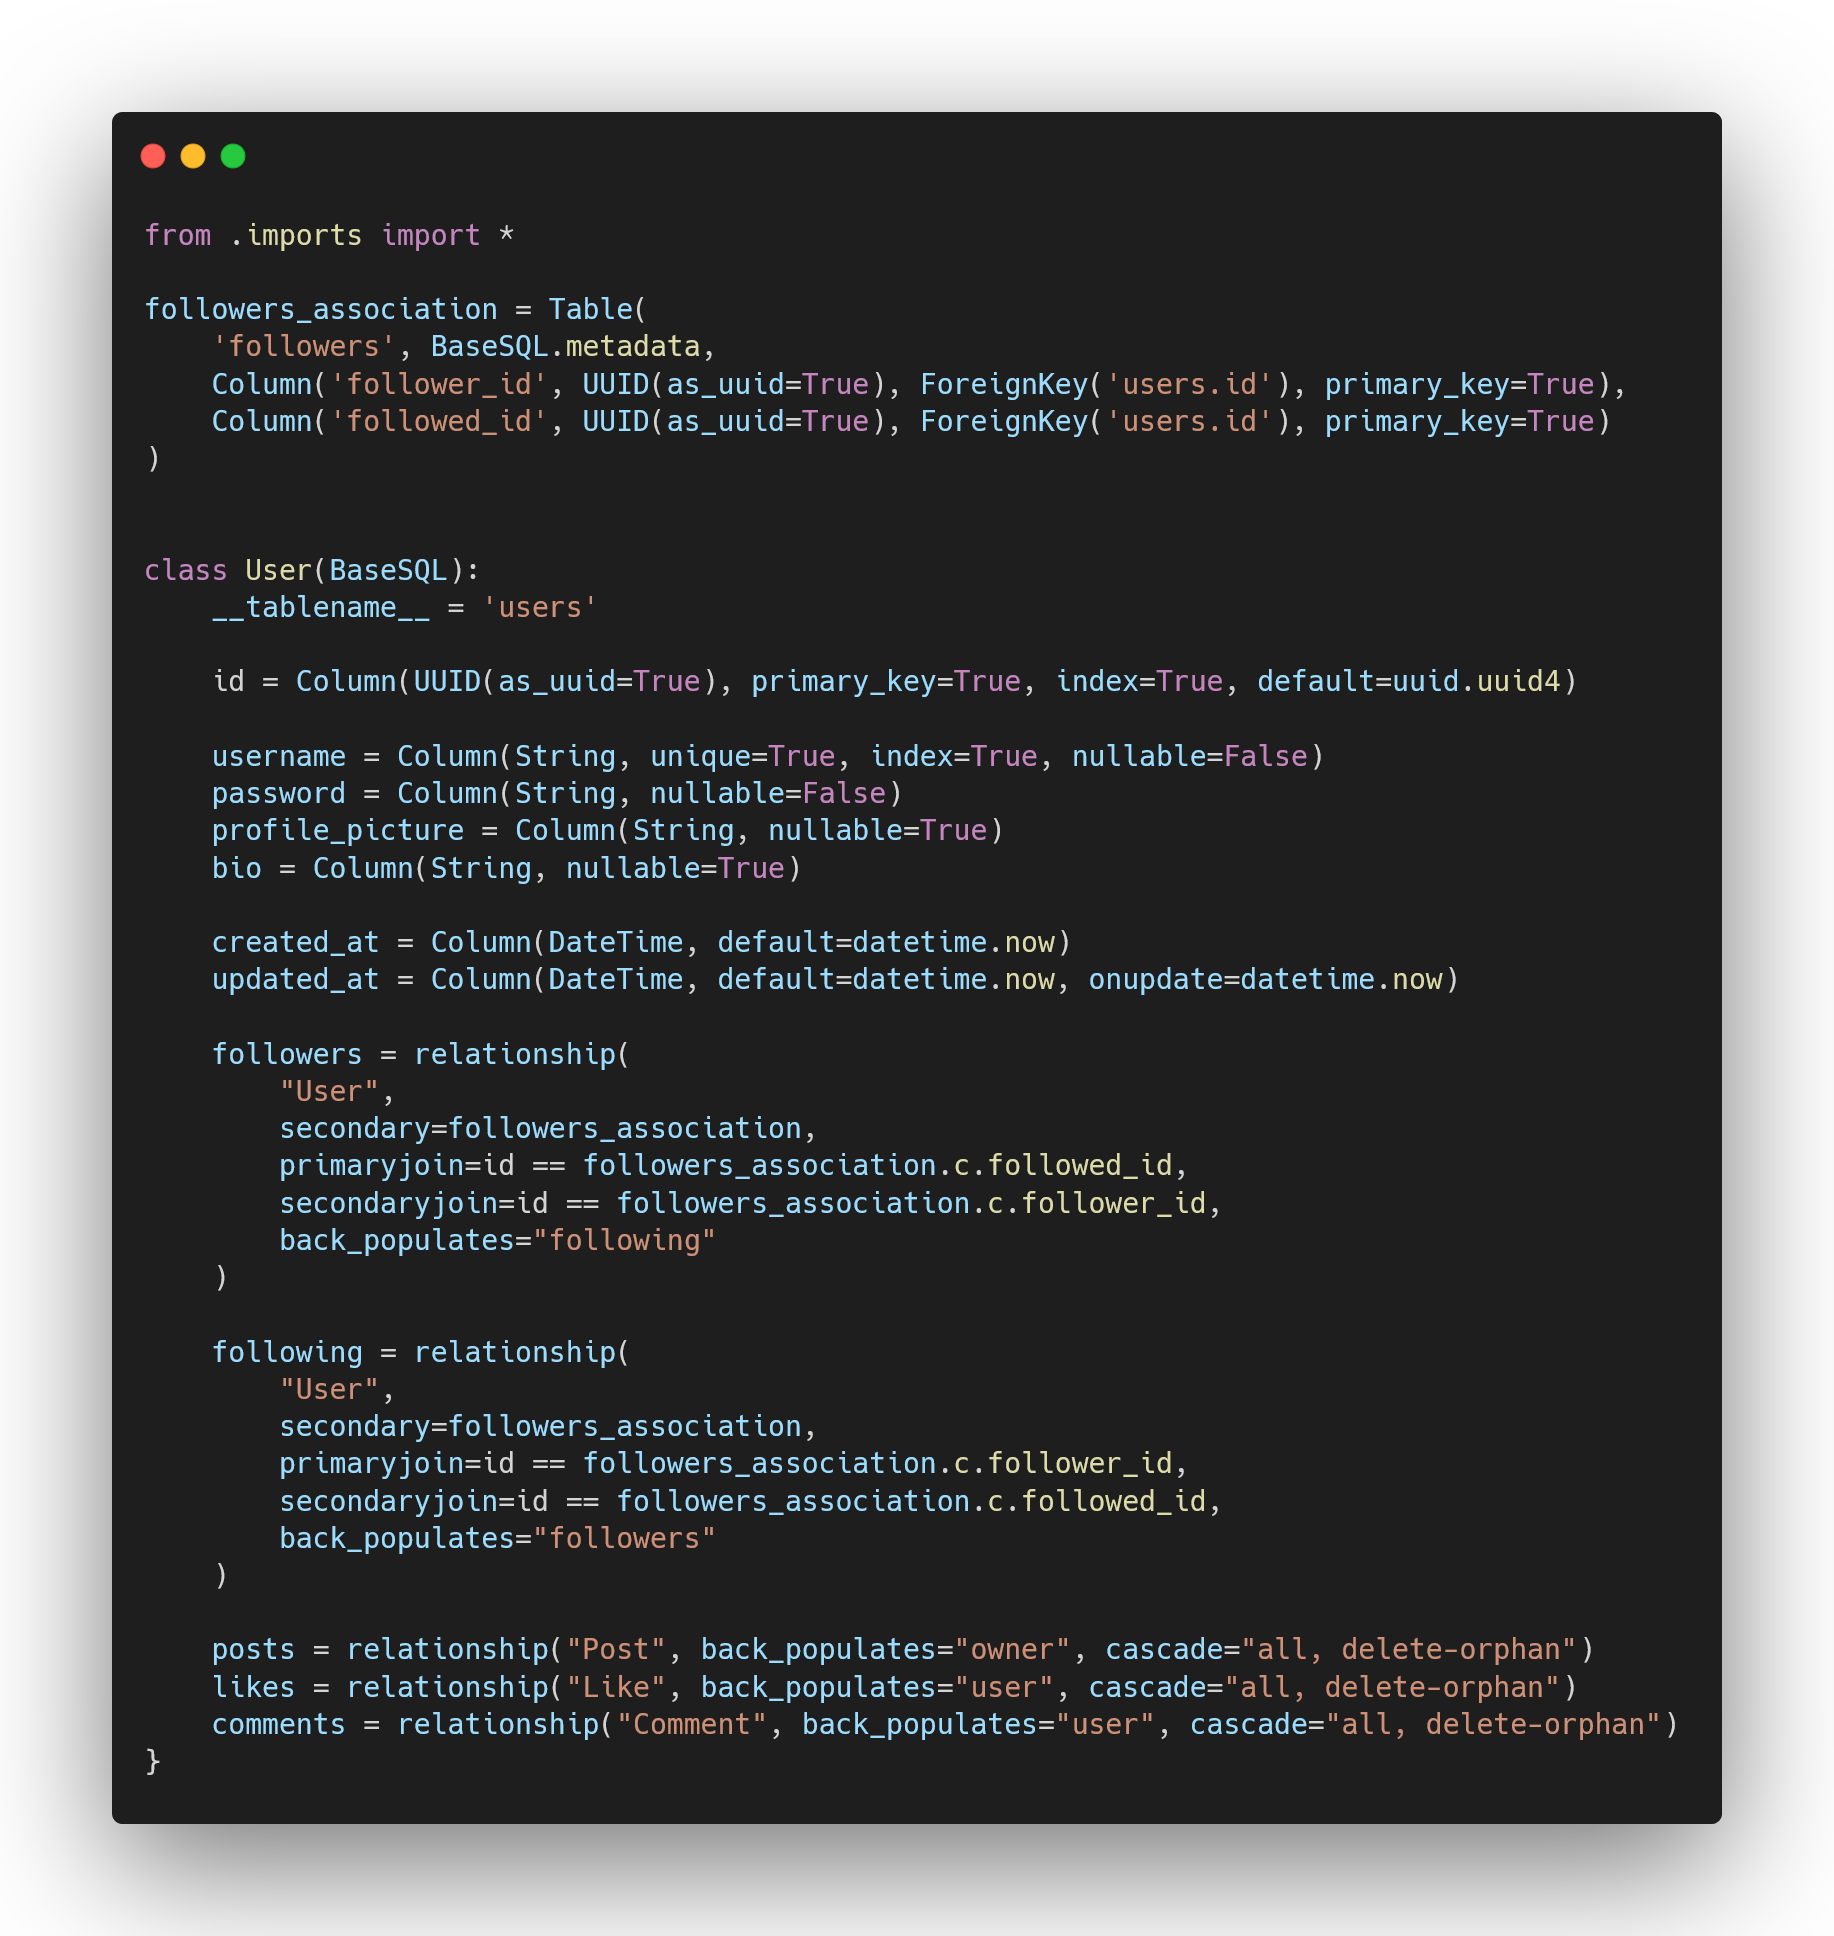 from .imports import *

followers_association = Table(
    'followers', BaseSQL.metadata,
    Column('follower_id', UUID(as_uuid=True), ForeignKey('users.id'), primary_key=True),
    Column('followed_id', UUID(as_uuid=True), ForeignKey('users.id'), primary_key=True)
)


class User(BaseSQL):
    __tablename__ = 'users'

    id = Column(UUID(as_uuid=True), primary_key=True, index=True, default=uuid.uuid4)

    username = Column(String, unique=True, index=True, nullable=False)
    password = Column(String, nullable=False)
    profile_picture = Column(String, nullable=True)
    bio = Column(String, nullable=True)

    created_at = Column(DateTime, default=datetime.now)
    updated_at = Column(DateTime, default=datetime.now, onupdate=datetime.now)

    followers = relationship(
        "User",
        secondary=followers_association,
        primaryjoin=id == followers_association.c.followed_id,
        secondaryjoin=id == followers_association.c.follower_id,
        back_populates="following"
    )

    following = relationship(
        "User",
        secondary=followers_association,
        primaryjoin=id == followers_association.c.follower_id,
        secondaryjoin=id == followers_association.c.followed_id,
        back_populates="followers"
    )

    posts = relationship("Post", back_populates="owner", cascade="all, delete-orphan")
    likes = relationship("Like", back_populates="user", cascade="all, delete-orphan")
    comments = relationship("Comment", back_populates="user", cascade="all, delete-orphan")
}